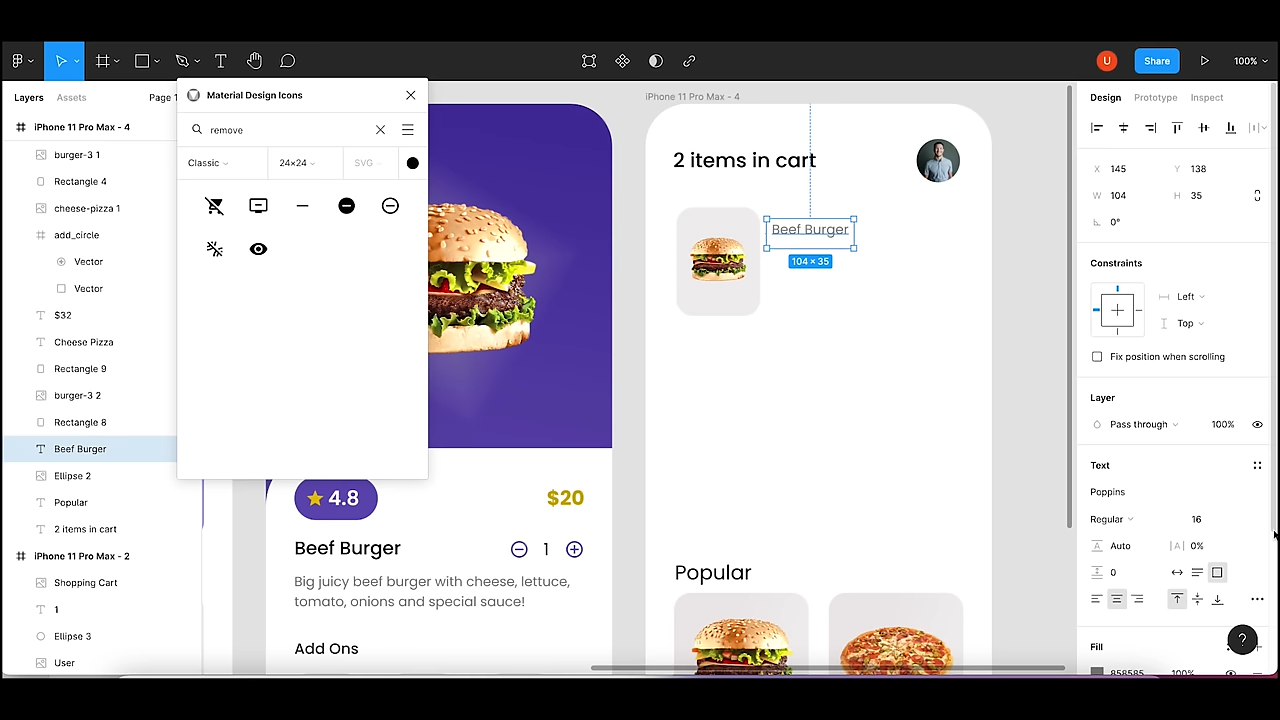 Share
100%
U
Layers
Assets
Page 1
iPhone 11 Pro Max - 4
burger-3 1
Rectangle 4
cheese-pizza 1
add_circle
Vector
Vector
$32
Cheese Pizza
Rectangle 9
burger-3 2
Rectangle 8
Beef Burger
Ellipse 2
Popular
2 items in cart
iPhone 11 Pro Max - 2
Shopping Cart
1
Ellipse 3
User
Material Design Icons
remove
Classic
24×24
SVG
4.8
$20
Beef Burger
1
Big juicy beef burger with cheese, lettuce,
tomato, onions and special sauce!
Add Ons
iPhone 11 Pro Max - 4
2 items in cart
Beef Burger
104 × 35
Popular
Design
Prototype
Inspect
X 145
Y 138
W 104
H 35
0°
Constraints
Left
Top
Fix position when scrolling
Layer
Pass through
100%
Text
Poppins
Regular
16
Auto
|A| 0%
0
Fill
?
858585
100%